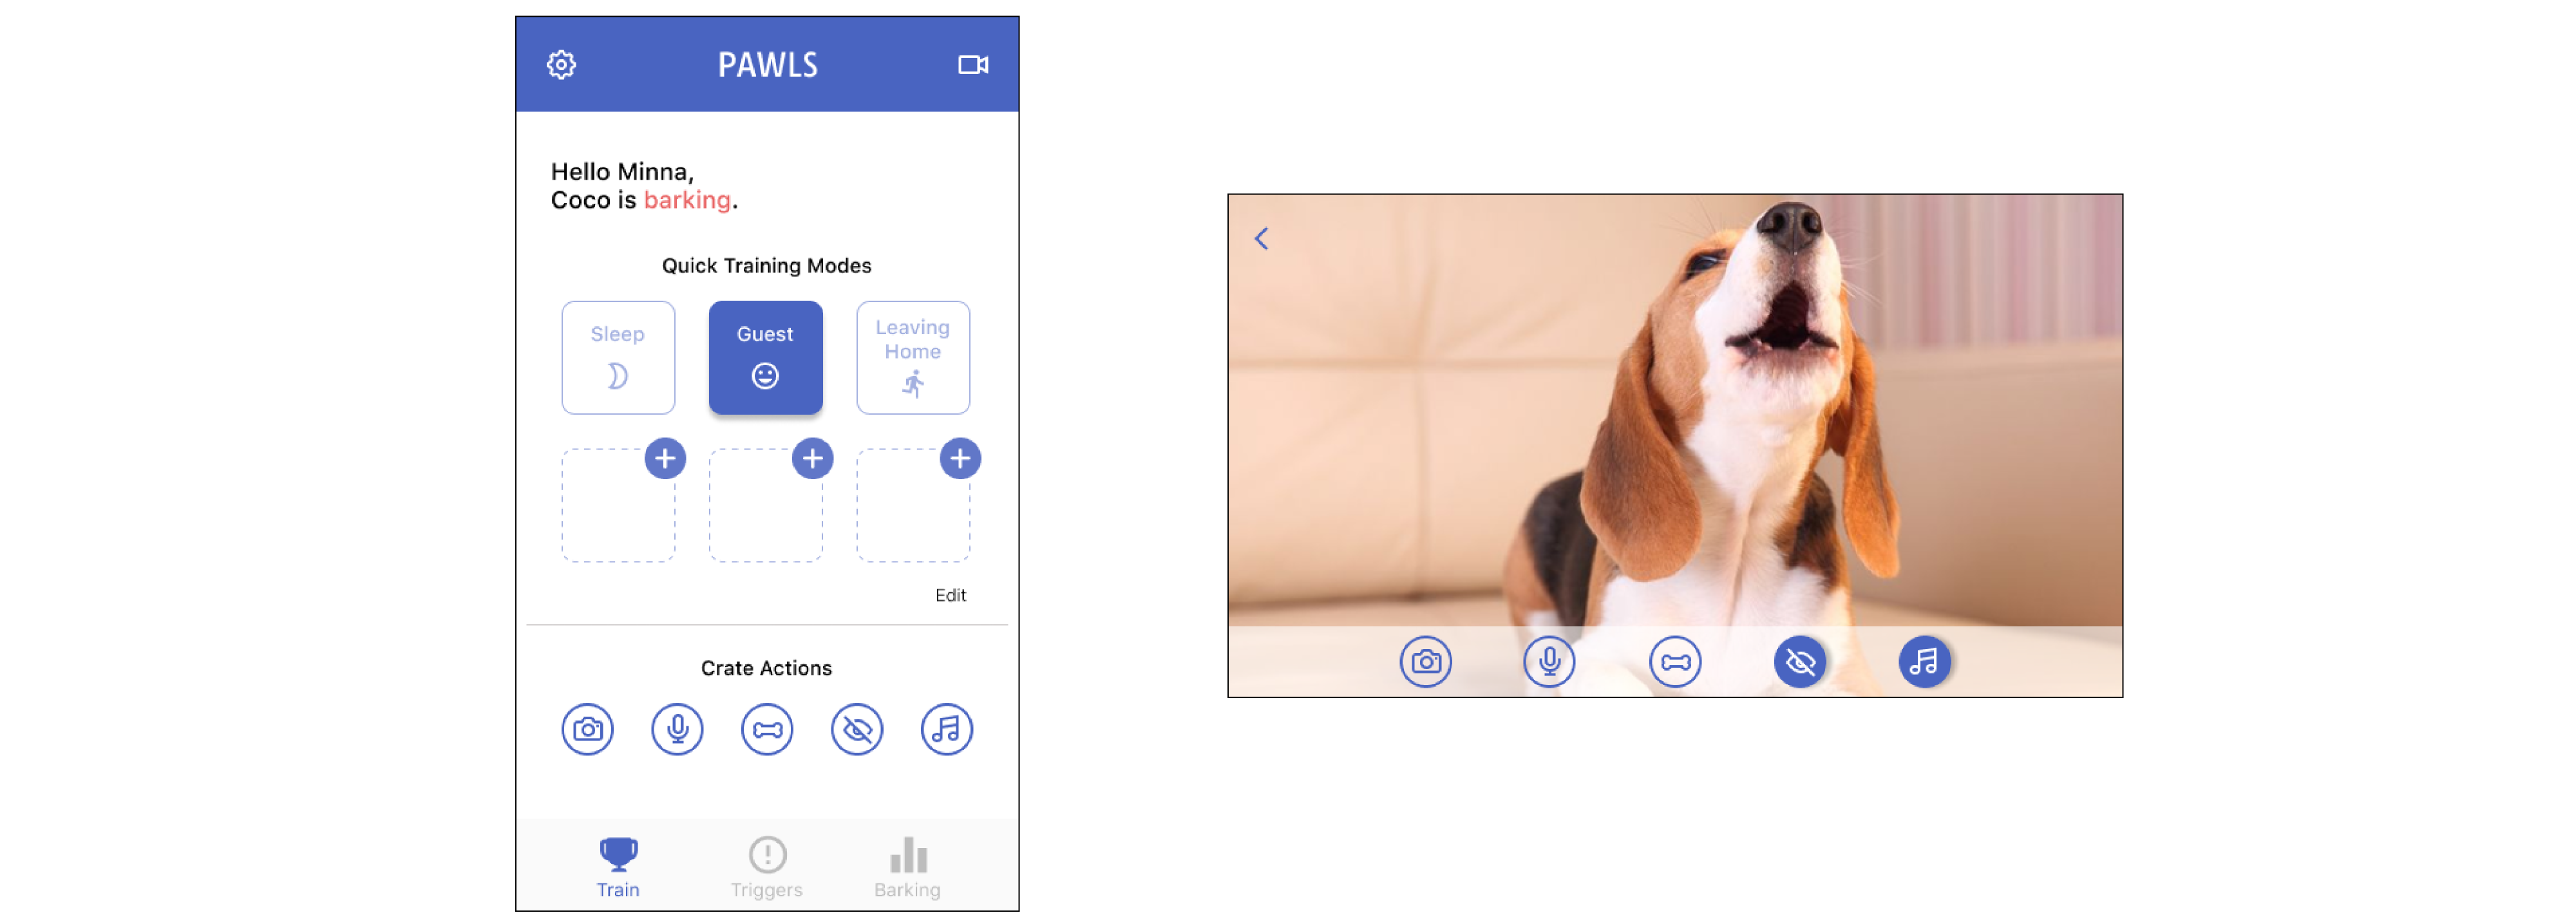 PAWLS
Hello Minna,
Coco is barking.
Quick Training Modes
Sleep
Guest
Leaving
Home
Edit
Crate Actions
Train
Triggers
Barking